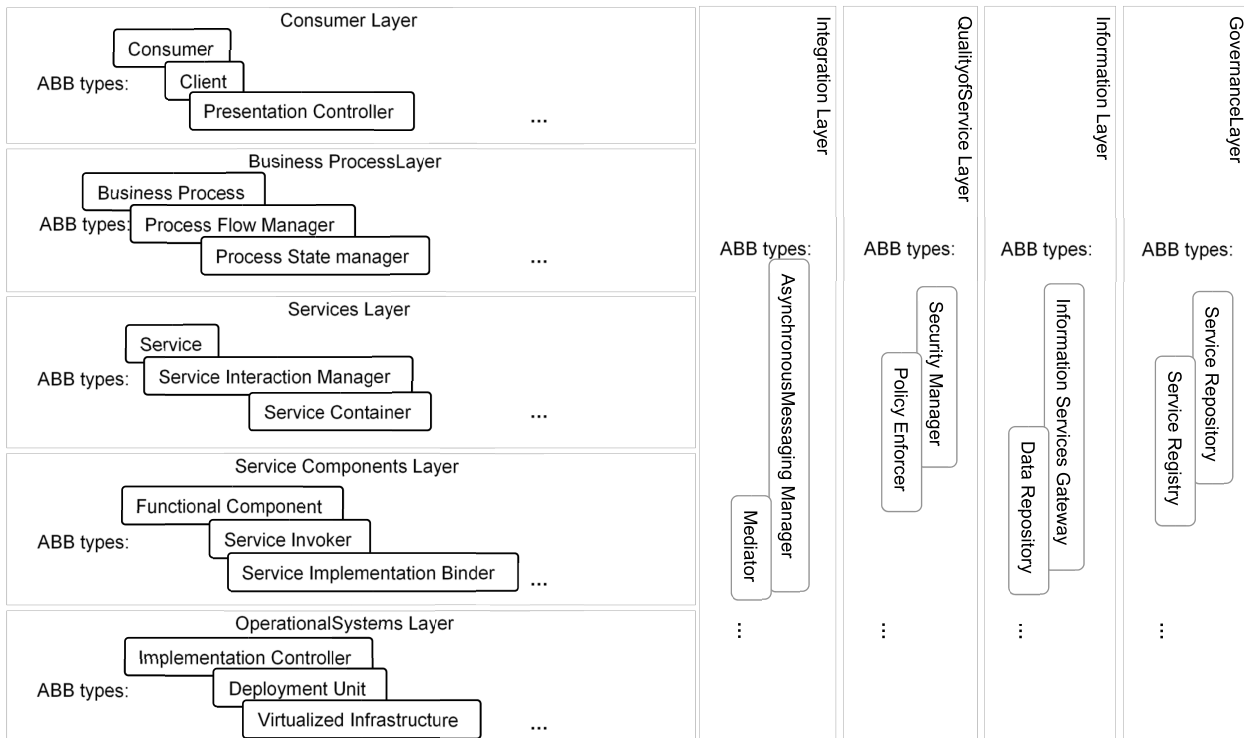 Consumer Layer
Consumer
ABB types:
Client
Presentation Controller
...
Business ProcessLayer
Business Process
ABB types:
Process Flow Manager
Process State manager
...
Services Layer
Service
ABB types:
Service Interaction Manager
Service Container
...
Service Components Layer
Functional Component
ABB types:
Service Invoker
Service Implementation Binder
...
OperationalSystems Layer
Implementation Controller
ABB types:
Deployment Unit
Virtualized Infrastructure
...
Integration Layer
ABB types:
AsynchronousMessaging Manager
Mediator
...
QualityofService Layer
ABB types:
Security Manager
Policy Enforcer
...
Information Layer
ABB types:
Information Services Gateway
Data Repository
...
GovernanceLayer
ABB types:
Service Repository
Service Registry
...